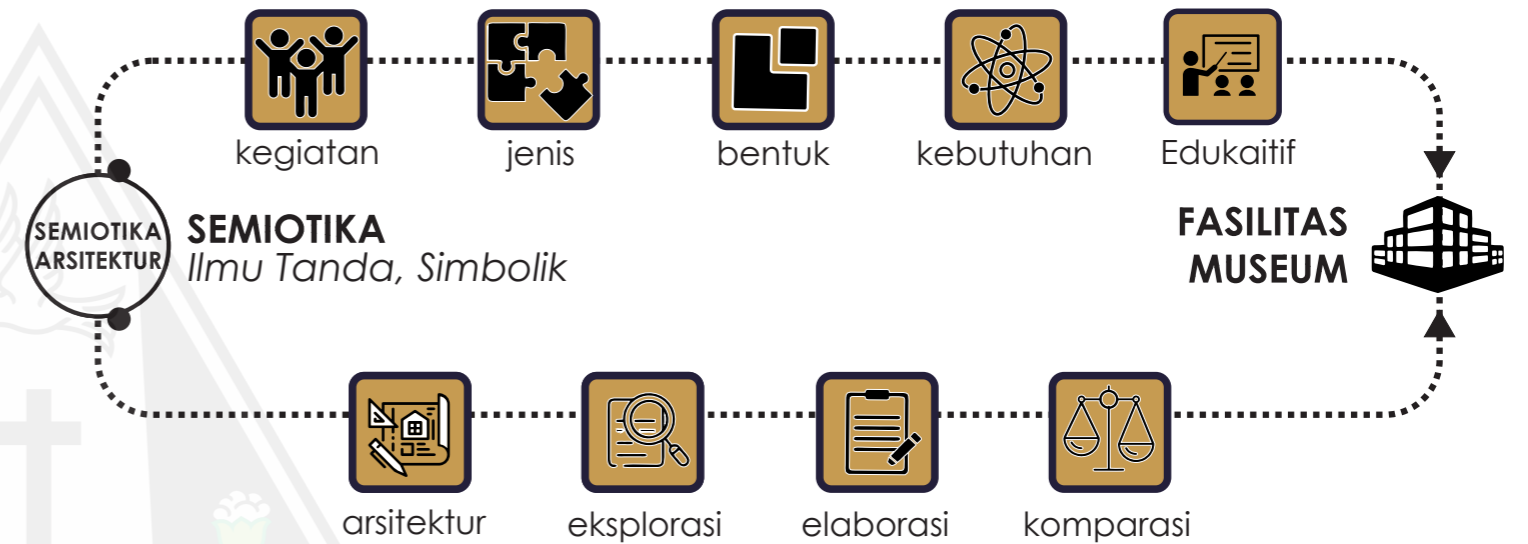 kegiatan
jenis
bentuk
kebutuhan
Edukaitif
SEMIOTIKA
ARSITEKTUR
SEMIOTIKA
Ilmu Tanda, Simbolik
FASILITAS
MUSEUM
arsitektur
eksplorasi
elaborasi
komparasi